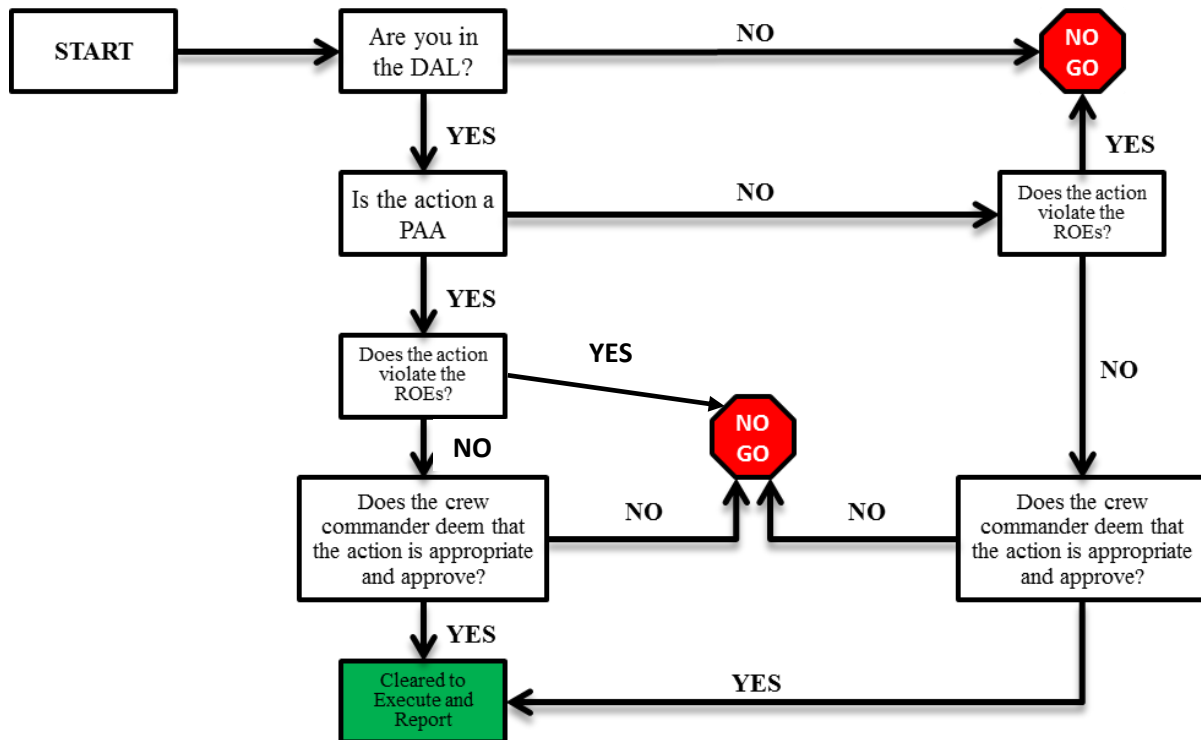 START
Are you in
the DAL?
NO
NO
GO
YES
YES
Is the action a
PAA
NO
Does the action
violate the
ROEs?
YES
Does the action
violate the
ROEs?
YES
NO
NO
GO
NO
Does the crew
commander deem that
the action is appropriate
and approve?
NO
NO
Does the crew
commander deem that
the action is appropriate
and approve?
YES
Cleared to
Execute and
Report
YES